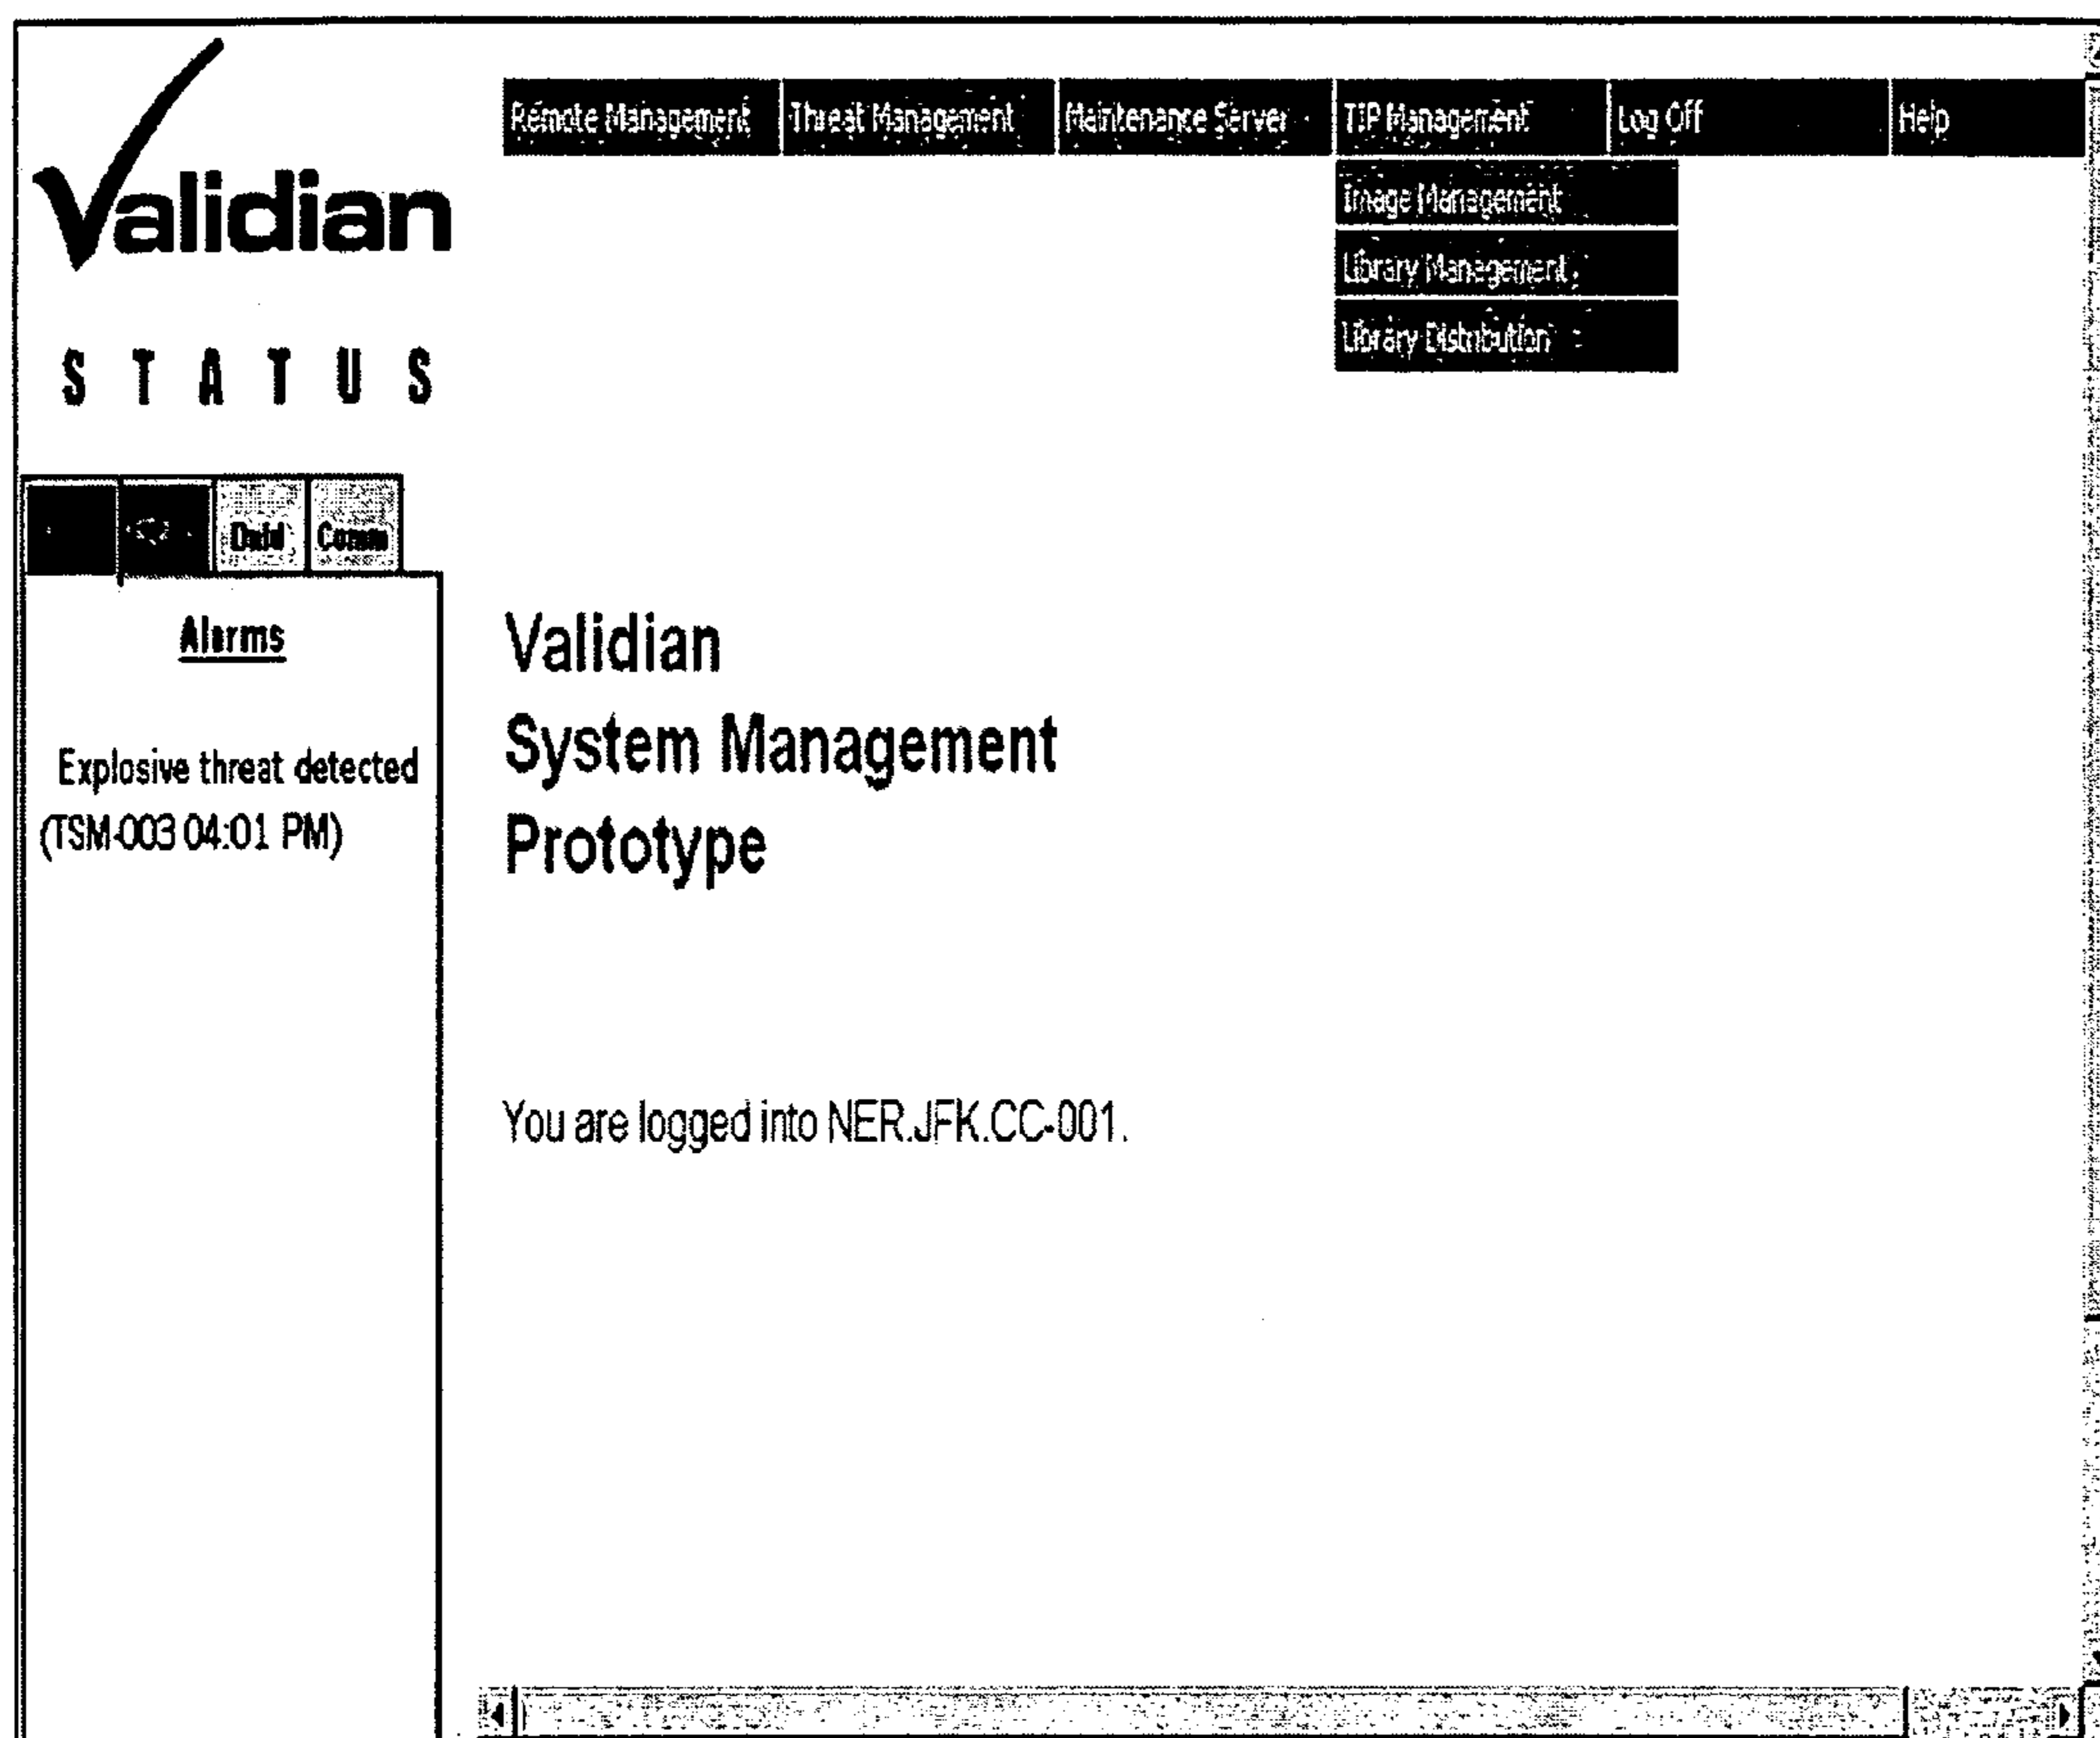 Validian
Remote Management Threat Management Maintenance Server TIP Management Log Off Help
Image Management
Library Management
Library Distribution
STATUS
Comm
Alarms
Explosive threat detected
(TSM-003 04:01 PM)
Validian
System Management
Prototype
You are logged into NER.JFK.CC-001.